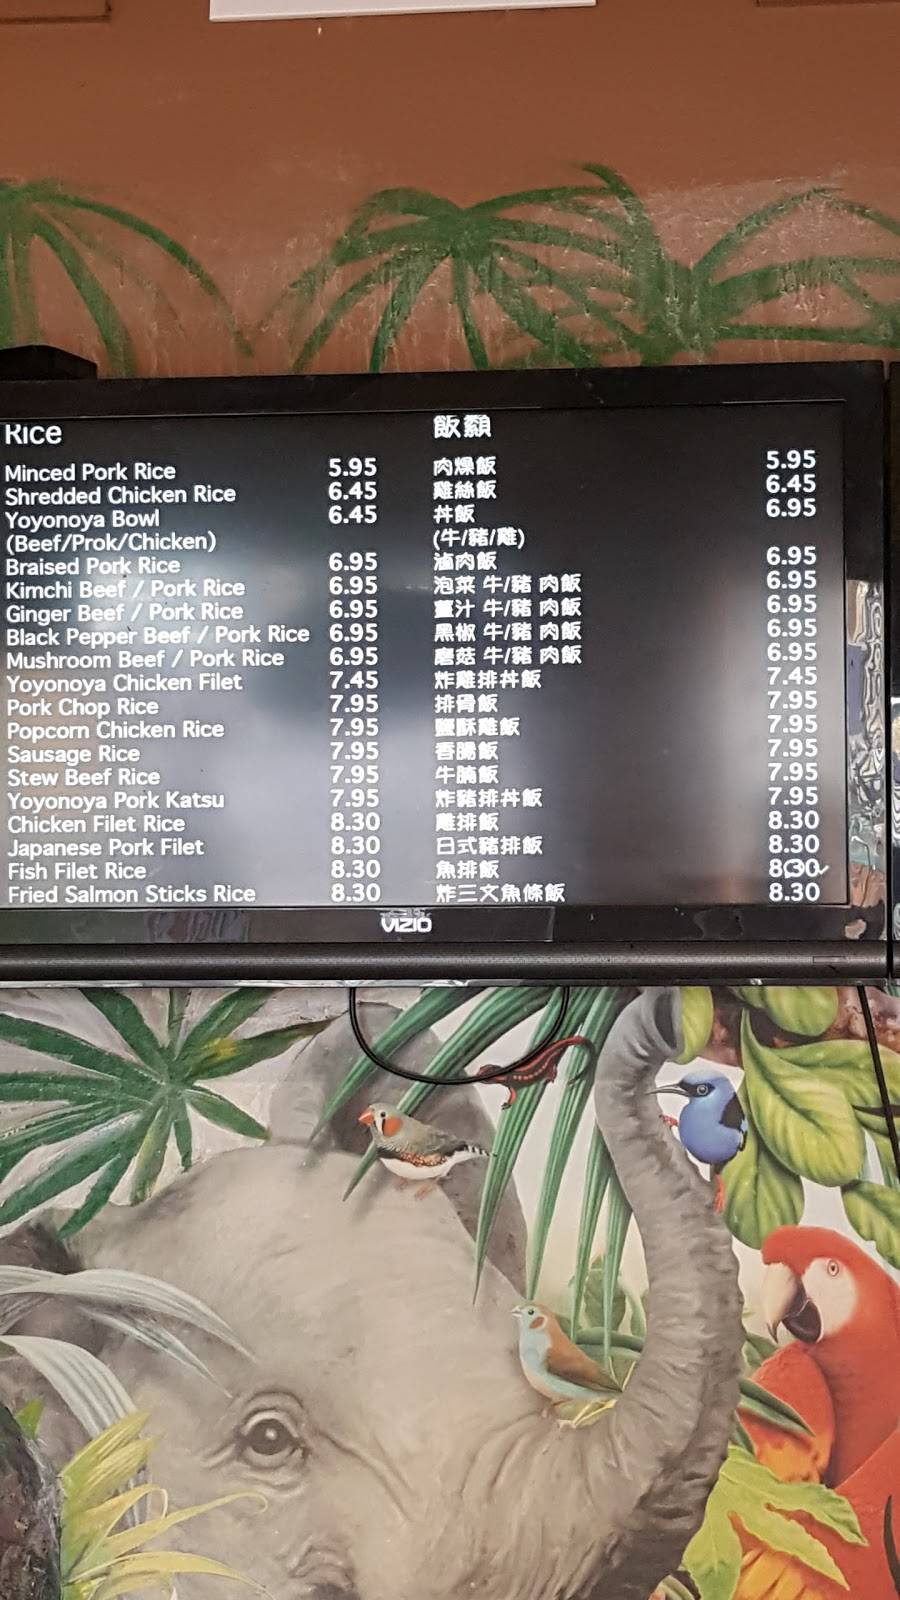 Rice 飯類
Minced Pork Rice 5.95 肉燥飯 5.95
Shredded Chicken Rice 6.45 雞絲飯 6.45
Yoyonoya Bowl 6.45 丼飯 6.95
(Beef/Prok/Chicken) (牛/豬/雞)
Braised Pork Rice 6.95 滷肉飯 6.95
Kimchi Beef / Pork Rice 6.95 泡菜 牛/豬 肉飯 6.95
Ginger Beef / Pork Rice 6.95 薑汁 牛/豬 肉飯 6.95
Black Pepper Beef / Pork Rice 6.95 黑椒 牛/豬 肉飯 6.95
Mushroom Beef / Pork Rice 6.95 磨菇 牛/豬 肉飯 6.95
Yoyonoya Chicken Filet 7.45 炸雞排丼飯 7.45
Pork Chop Rice 7.95 排骨飯 7.95
Popcorn Chicken Rice 7.95 鹽酥雞飯 7.95
Sausage Rice 7.95 香腸飯 7.95
Stew Beef Rice 7.95 牛腩飯 7.95
Yoyonoya Pork Katsu 7.95 炸豬排丼飯 7.95
Chicken Filet Rice 8.30 雞排飯 8.30
Japanese Pork Filet 8.30 日式豬排飯 8.30
Fish Filet Rice 8.30 魚排飯 8.30
Fried Salmon Sticks Rice 8.30 炸三文魚條飯 8.30
VIZIO